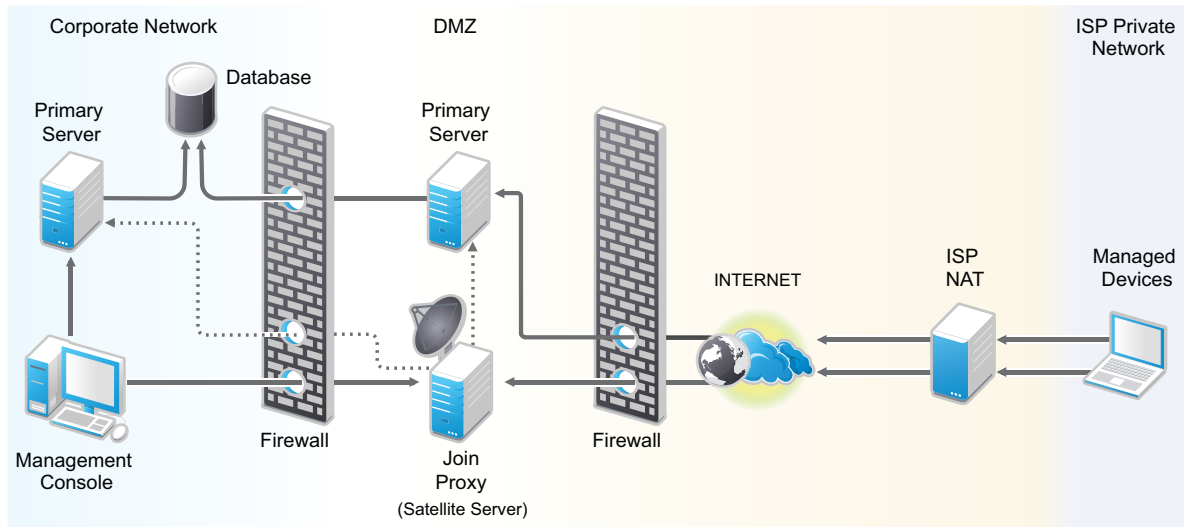 Corporate Network
DMZ
ISP Private
Network
Database
Primary
Server
Primary
Server
INTERNET
ISP
NAT
Managed
Devices
Firewall
Firewall
Management
Console
Join
Proxy
(Satellite Server)